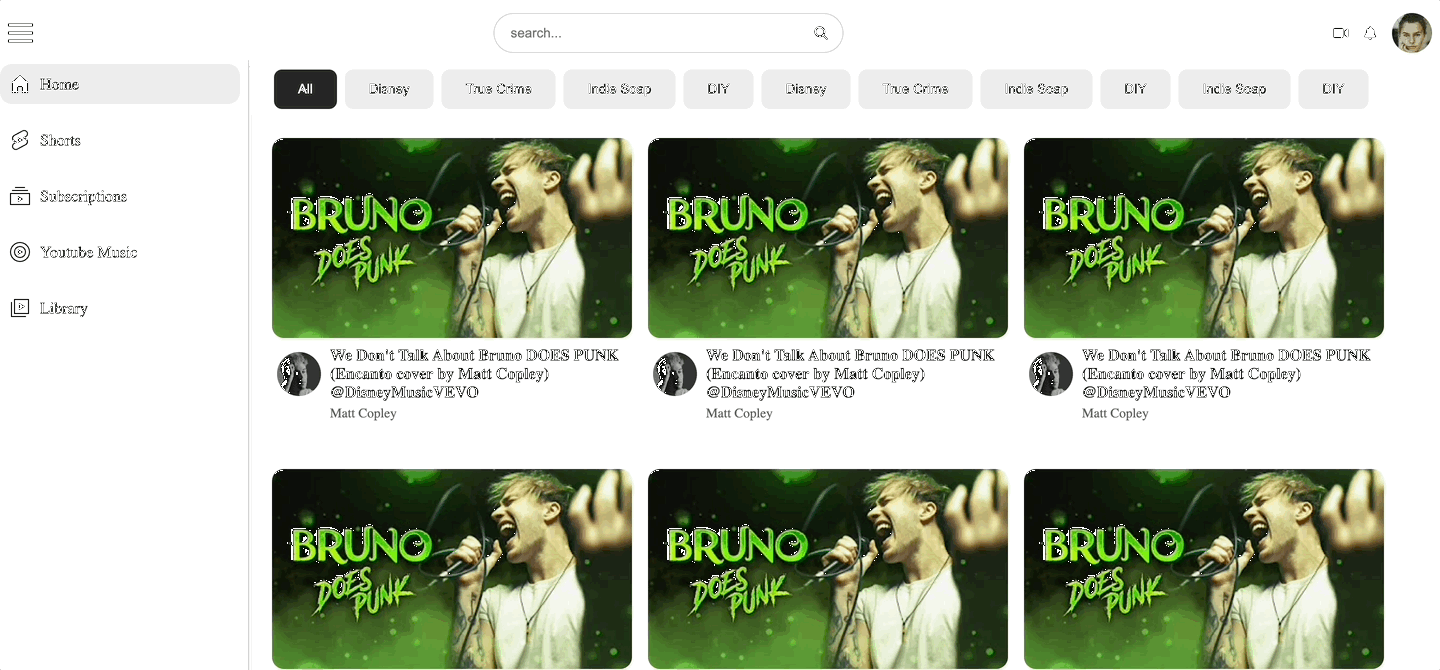 search...
Home
Shorts
Subscriptions
Youtube Music
Library
All Disney True Crime Indie Soap DIY Disney True Crime Indie Soap DIY Indie Soap DIY
BRUNO BRUNO BRUNO
DOES DOES DOES
PUNK PUNK PUNK
We Don't Talk About Bruno DOES PUNK
(Encanto cover by Matt Copley)
@DisneyMusicVEVO
Matt Copley
We Don't Talk About Bruno DOES PUNK
(Encanto cover by Matt Copley)
@DisneyMusicVEVO
Matt Copley
We Don't Talk About Bruno DOES PUNK
(Encanto cover by Matt Copley)
@DisneyMusicVEVO
Matt Copley
BRUNO BRUNO BRUNO
DOES DOES DOES
PUNK PUNK PUNK